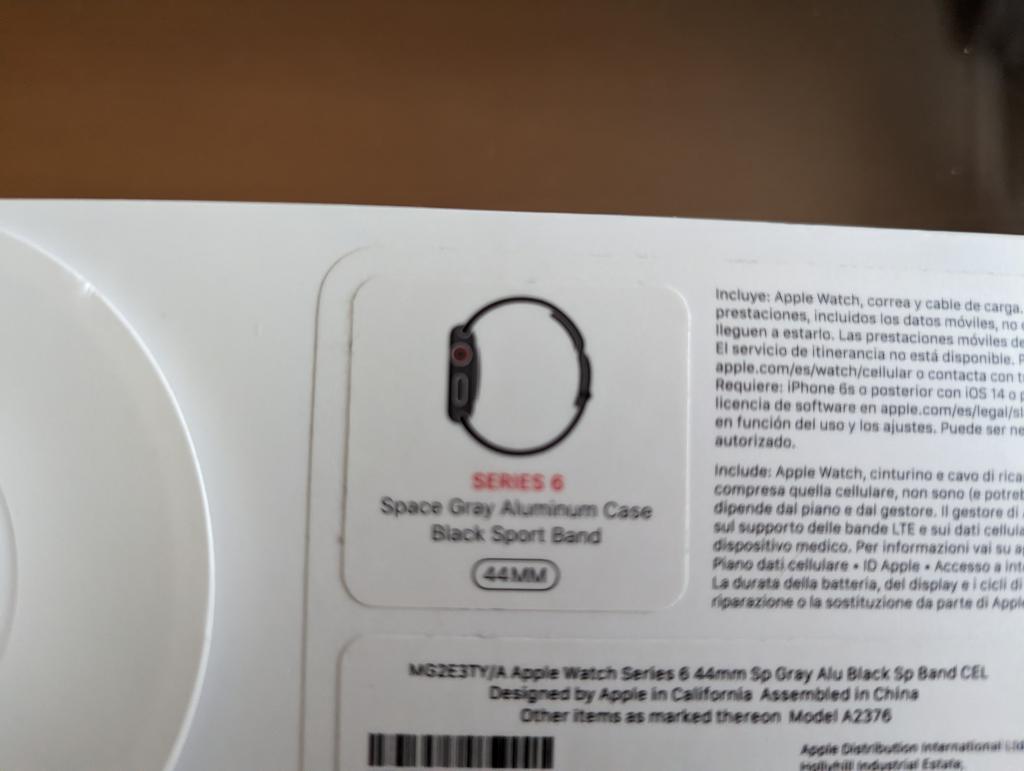 SERIES 6
Space Gray Aluminum Case
Black Sport Band
44MM
Incluye: Apple Watch, correa y cable de carga.
prestaciones, incluidos los datos móviles, no
lleguen a estarlo. Las prestaciones móviles de
El servicio de itinerancia no está disponible.
apple.com/es/watch/cellular o contacta con
Requiere: iPhone 6s o posterior con iOS 14 o
licencia de software en apple.com/es/legal/
en función del uso y los ajustes. Puede ser
autorizado.
Include: Apple Watch, cinturino e cavo di
compresa quella cellulare, non sono (e
dipende dal piano e dal gestore. Il gestore di
sul supporto delle bande LTE e sui dati
dispositivo medico. Per informazioni vai su
Piano dati cellulare • ID Apple • Accesso a
La durata della batteria, del display e i cicli di
riparazione o la sostituzione da parte di
MG2E3TY/A Apple Watch Series 6 44mm Sp Gray Alu Black Sp Band CEL
Designed by Apple in California Assembled in China
Other items as marked thereon Model A2376
Apple Distribution International
Hollyhill Industrial Estate,